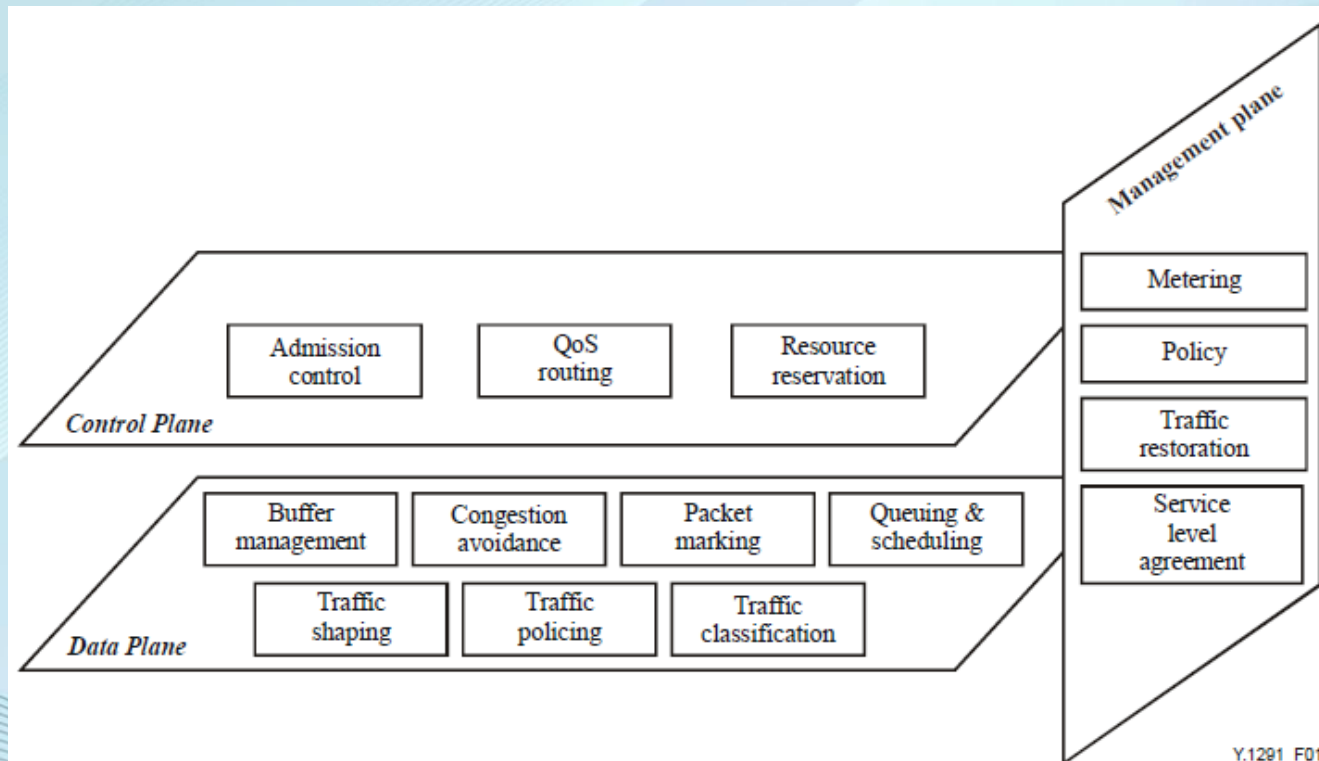 Management plane
Metering
Policy
Traffic
restoration
Service
level
agreement
Admission
control
QoS
routing
Resource
reservation
Control Plane
Buffer
management
Congestion
avoidance
Packet
marking
Queuing &
scheduling
Traffic
shaping
Traffic
policing
Traffic
classification
Data Plane
Y.1291_F01